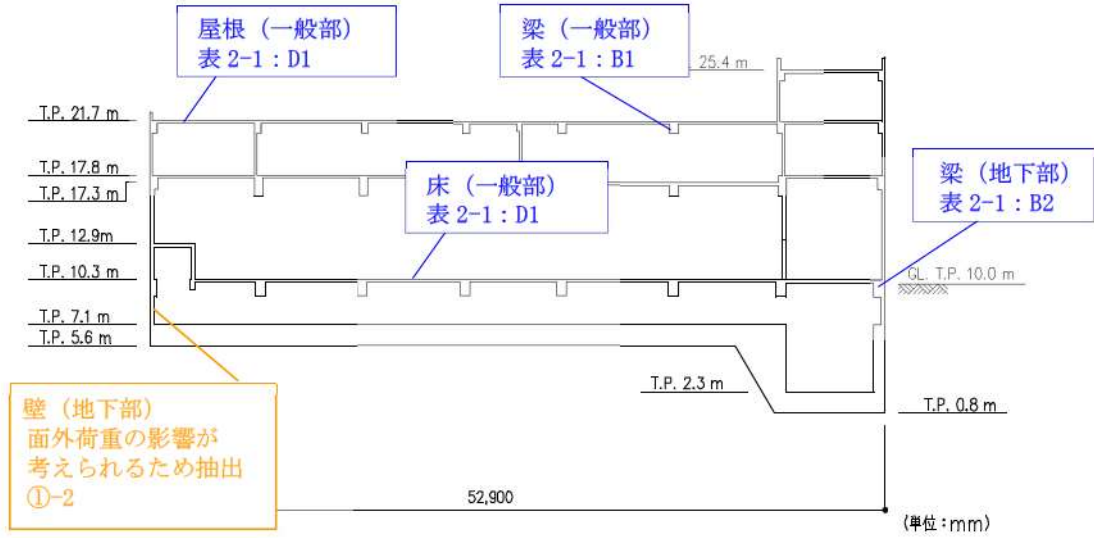 屋根（一般部）
表 2-1：D1
梁（一般部）
表 2-1：B1
25.4 m
T.P. 21.7 m
T.P. 17.8 m
T.P. 17.3 m
床（一般部）
表 2-1：D1
梁（地下部）
表 2-1：B2
T.P. 12.9m
T.P. 10.3 m
GL. T.P. 10.0 m
T.P. 7.1 m
T.P. 5.6 m
T.P. 2.3 m
T.P. 0.8 m
壁（地下部）
面外荷重の影響が
考えられるため抽出
①-2
52,900
(単位：mm)